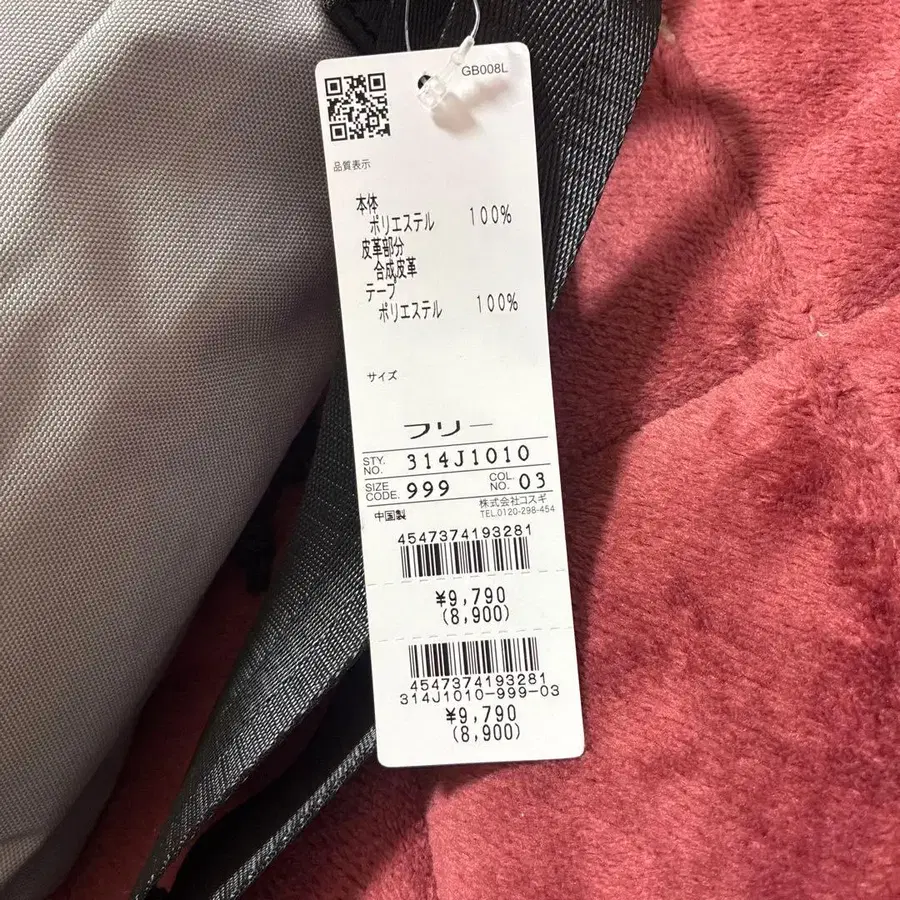 GB008L
品質表示
本体
ポリエステル 100%
皮革部分
合成皮革
テープ
ポリエステル 100%
サイズ
フリー
STY. NO. 314J1010
SIZE CODE. 999 COL. NO. 03
株式会社コスギ
中国製 TEL.0120-298-454
4547374193281
¥9,790
(8,900)
4547374193281
314J1010-999-03
¥9,790
(8,900)